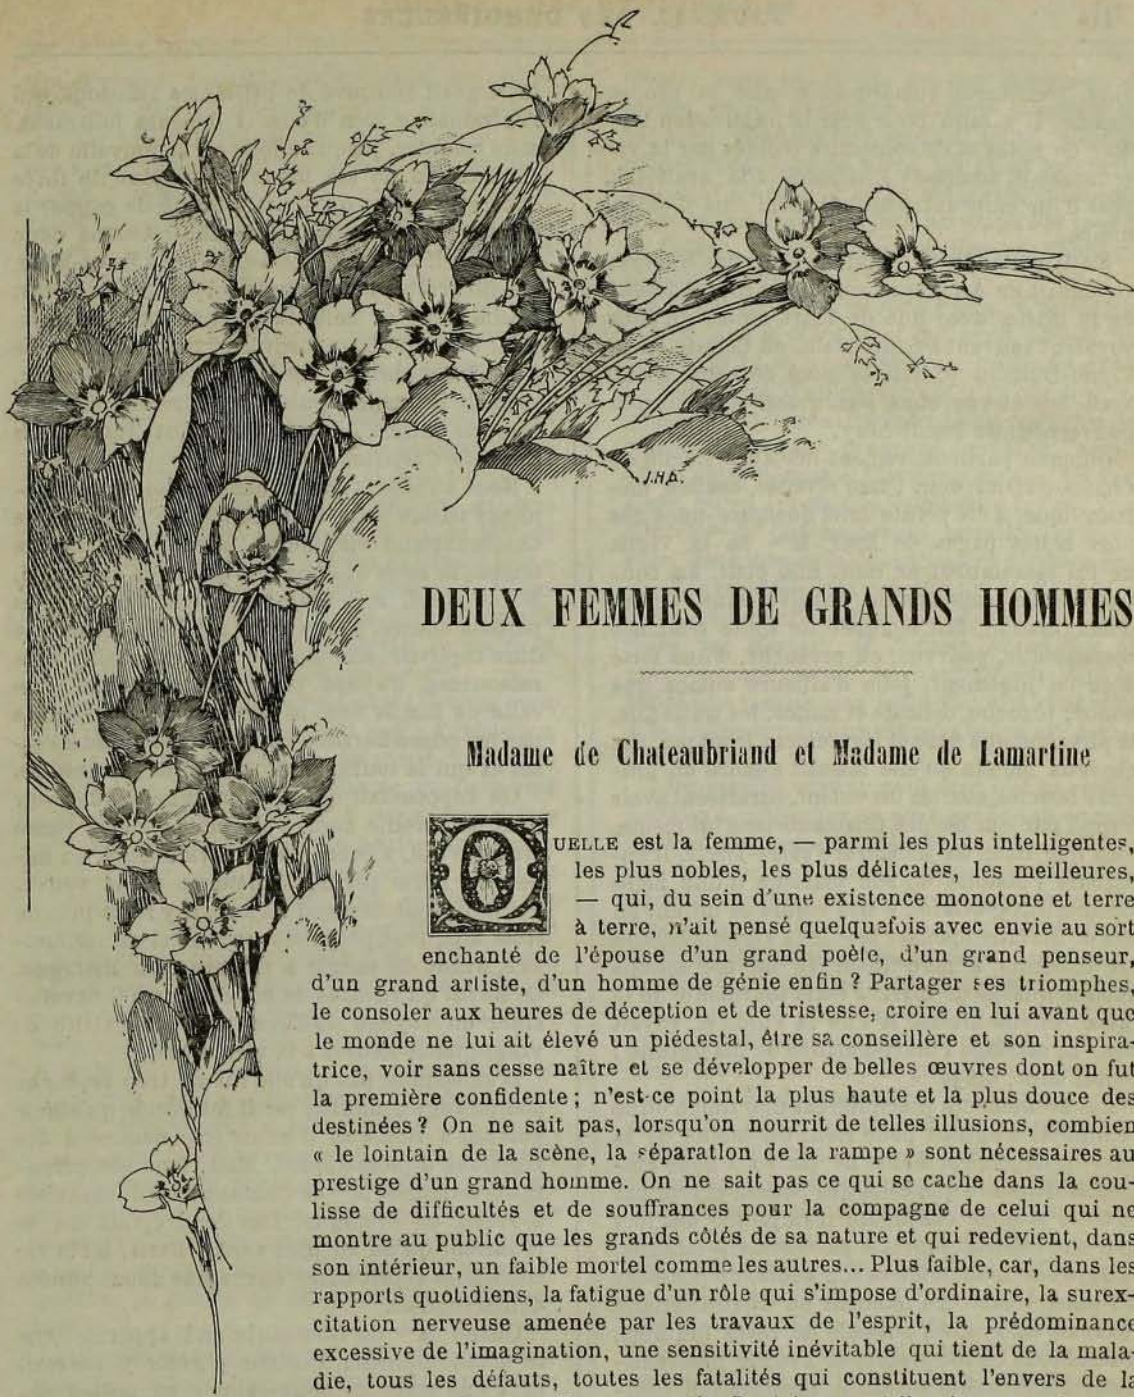 J.H.A.
DEUX FEMMES DE GRANDS HOMMES
Madame de Chateaubriand et Madame de Lamartine
QUELLE est la femme, — parmi les plus intelligentes,
les plus nobles, les plus délicates, les meilleures,
— qui, du sein d'une existence monotone et terre
à terre, n'ait pensé quelquefois avec envie au sort
enchanté de l'épouse d'un grand poète, d'un grand penseur,
d'un grand artiste, d'un homme de génie enfin ? Partager ses triomphes,
le consoler aux heures de déception et de tristesse, croire en lui avant que
le monde ne lui ait élevé un piédestal, être sa conseillère et son inspira-
trice, voir sans cesse naître et se développer de belles œuvres dont on fut
la première confidente ; n'est-ce point la plus haute et la plus douce des
destinées ? On ne sait pas, lorsqu'on nourrit de telles illusions, combien
« le lointain de la scène, la séparation de la rampe » sont nécessaires au
prestige d'un grand homme. On ne sait pas ce qui se cache dans la cou-
lisse de difficultés et de souffrances pour la compagne de celui qui ne
montre au public que les grands côtés de sa nature et qui redevient, dans
son intérieur, un faible mortel comme les autres... Plus faible, car, dans les
rapports quotidiens, la fatigue d'un rôle qui s'impose d'ordinaire, la surex-
citation nerveuse amenée par les travaux de l'esprit, la prédominance
excessive de l'imagination, une sensitivité inévitable qui tient de la mala-
die, tous les défauts, toutes les fatalités qui constituent l'envers de la